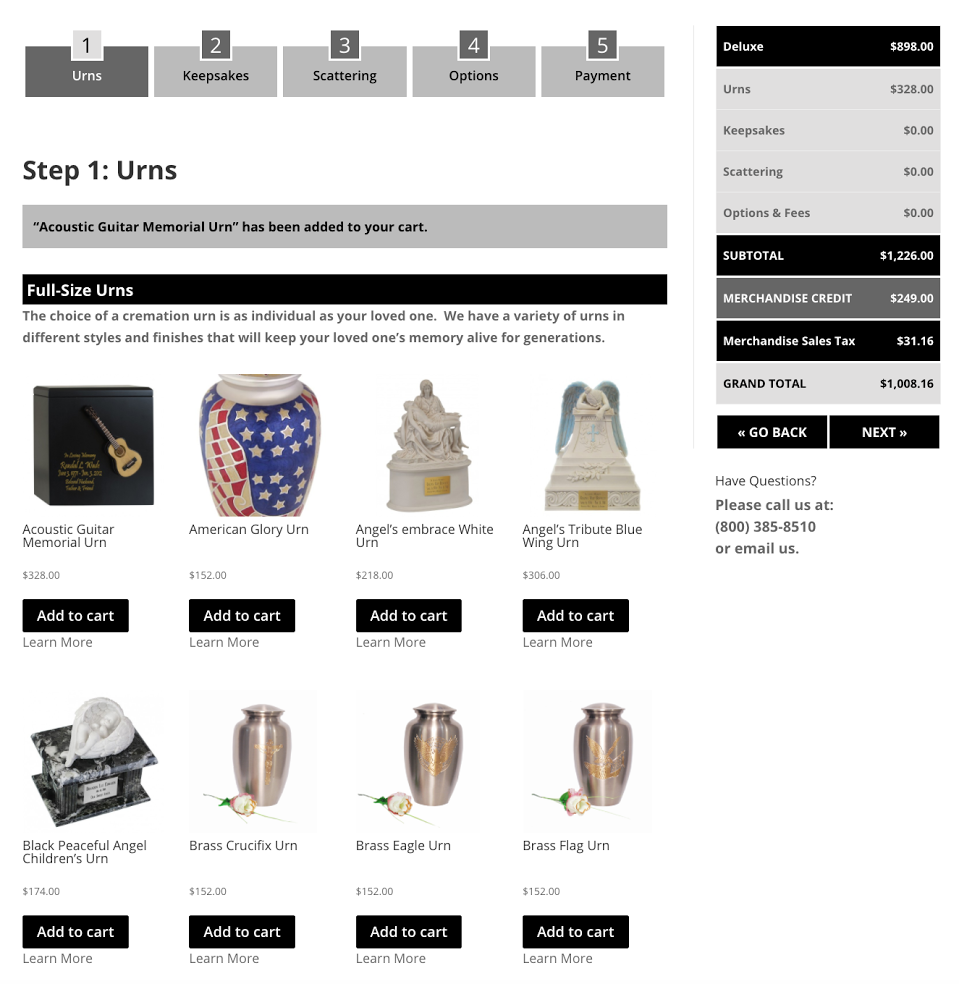 1
Urns
2
Keepsakes
3
Scattering
4
Options
5
Payment
Step 1: Urns
“Acoustic Guitar Memorial Urn” has been added to your cart.
Full-Size Urns
The choice of a cremation urn is as individual as your loved one.  We have a variety of urns in
different styles and finishes that will keep your loved one’s memory alive for generations.
In Loving Memory
Acoustic Guitar
Memorial Urn
$328.00
Add to cart
Learn More
American Glory Urn
$152.00
Add to cart
Learn More
Angel’s embrace White
Urn
$218.00
Add to cart
Learn More
Angel’s Tribute Blue
Wing Urn
$306.00
Add to cart
Learn More
Black Peaceful Angel
Children’s Urn
$174.00
Add to cart
Learn More
Brass Crucifix Urn
$152.00
Add to cart
Learn More
Brass Eagle Urn
$152.00
Add to cart
Learn More
Brass Flag Urn
$152.00
Add to cart
Learn More
Deluxe $898.00
Urns $328.00
Keepsakes $0.00
Scattering $0.00
Options & Fees $0.00
SUBTOTAL $1,226.00
MERCHANDISE CREDIT $249.00
Merchandise Sales Tax $31.16
GRAND TOTAL $1,008.16
« GO BACK
NEXT »
Have Questions?
Please call us at:
(800) 385-8510
or email us.